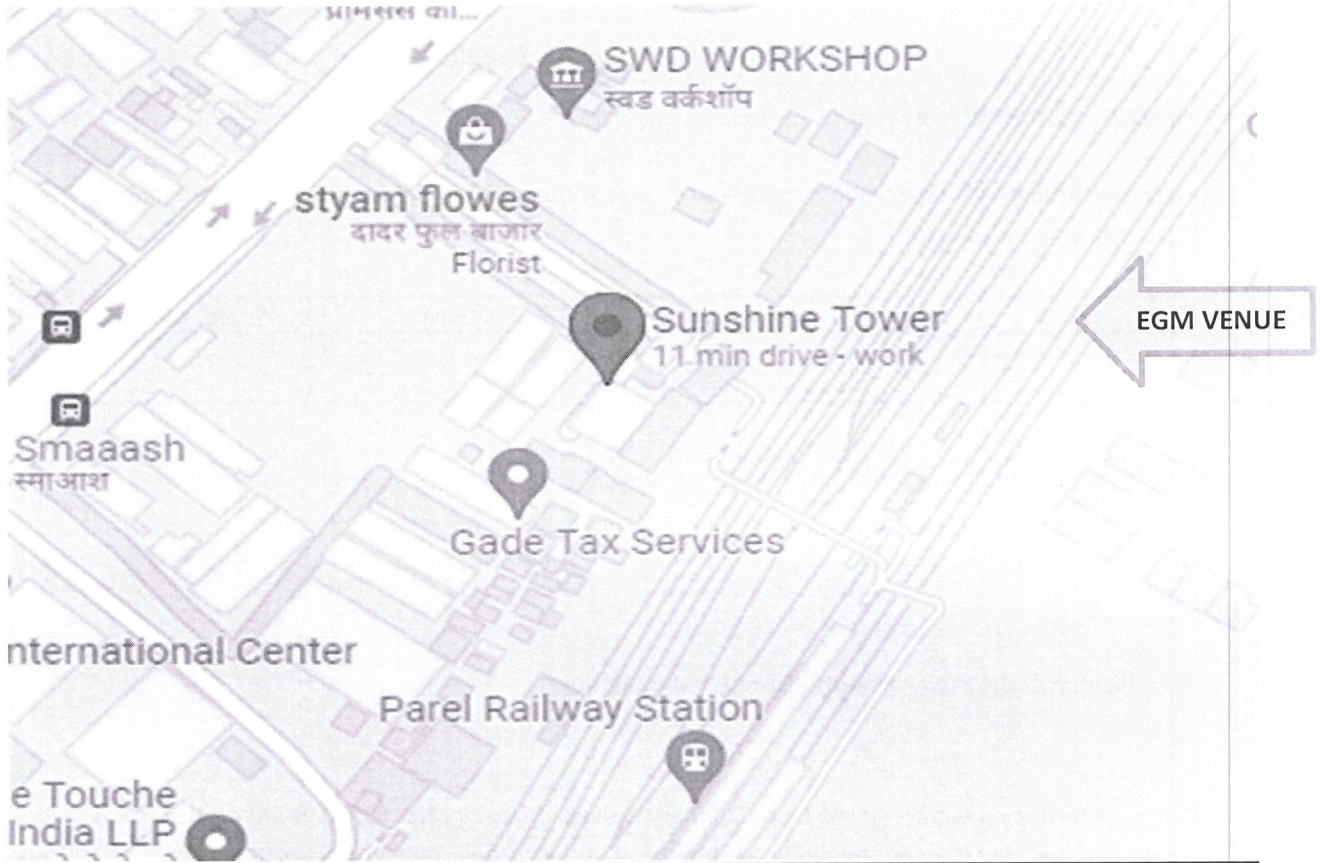 SWD WORKSHOP
स्वड वर्कशॉप
styam flowes
दादर फुल बाजार
Florist
Sunshine Tower
11 min drive - work
EGM VENUE
Smaaash
स्माआश
Gade Tax Services
nternational Center
Parel Railway Station
e Touche
India LLP